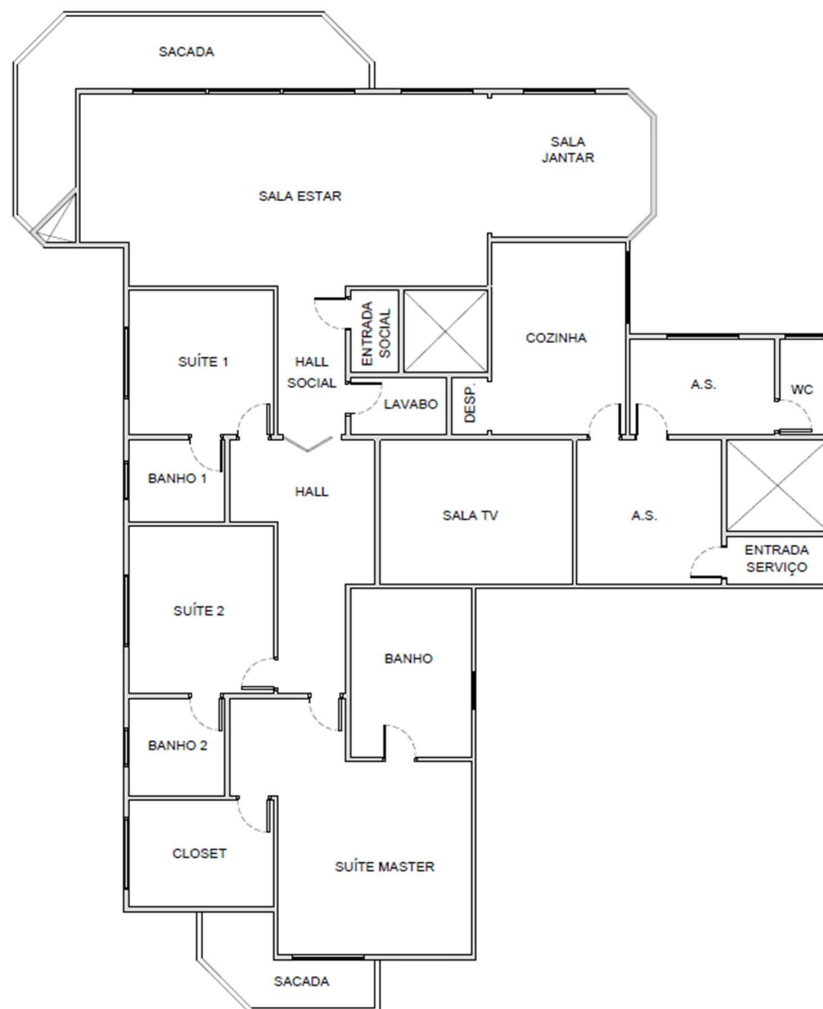 SACADA
SALA
JANTAR
SALA ESTAR
ENTRADA
SOCIAL
COZINHA
SUÍTE 1
HALL
SOCIAL
A.S.
WC
LAVABO
DESP.
BANHO 1
HALL
SALA TV
A.S.
ENTRADA
SERVIÇO
SUÍTE 2
BANHO
BANHO 2
CLOSET
SUÍTE MASTER
SACADA